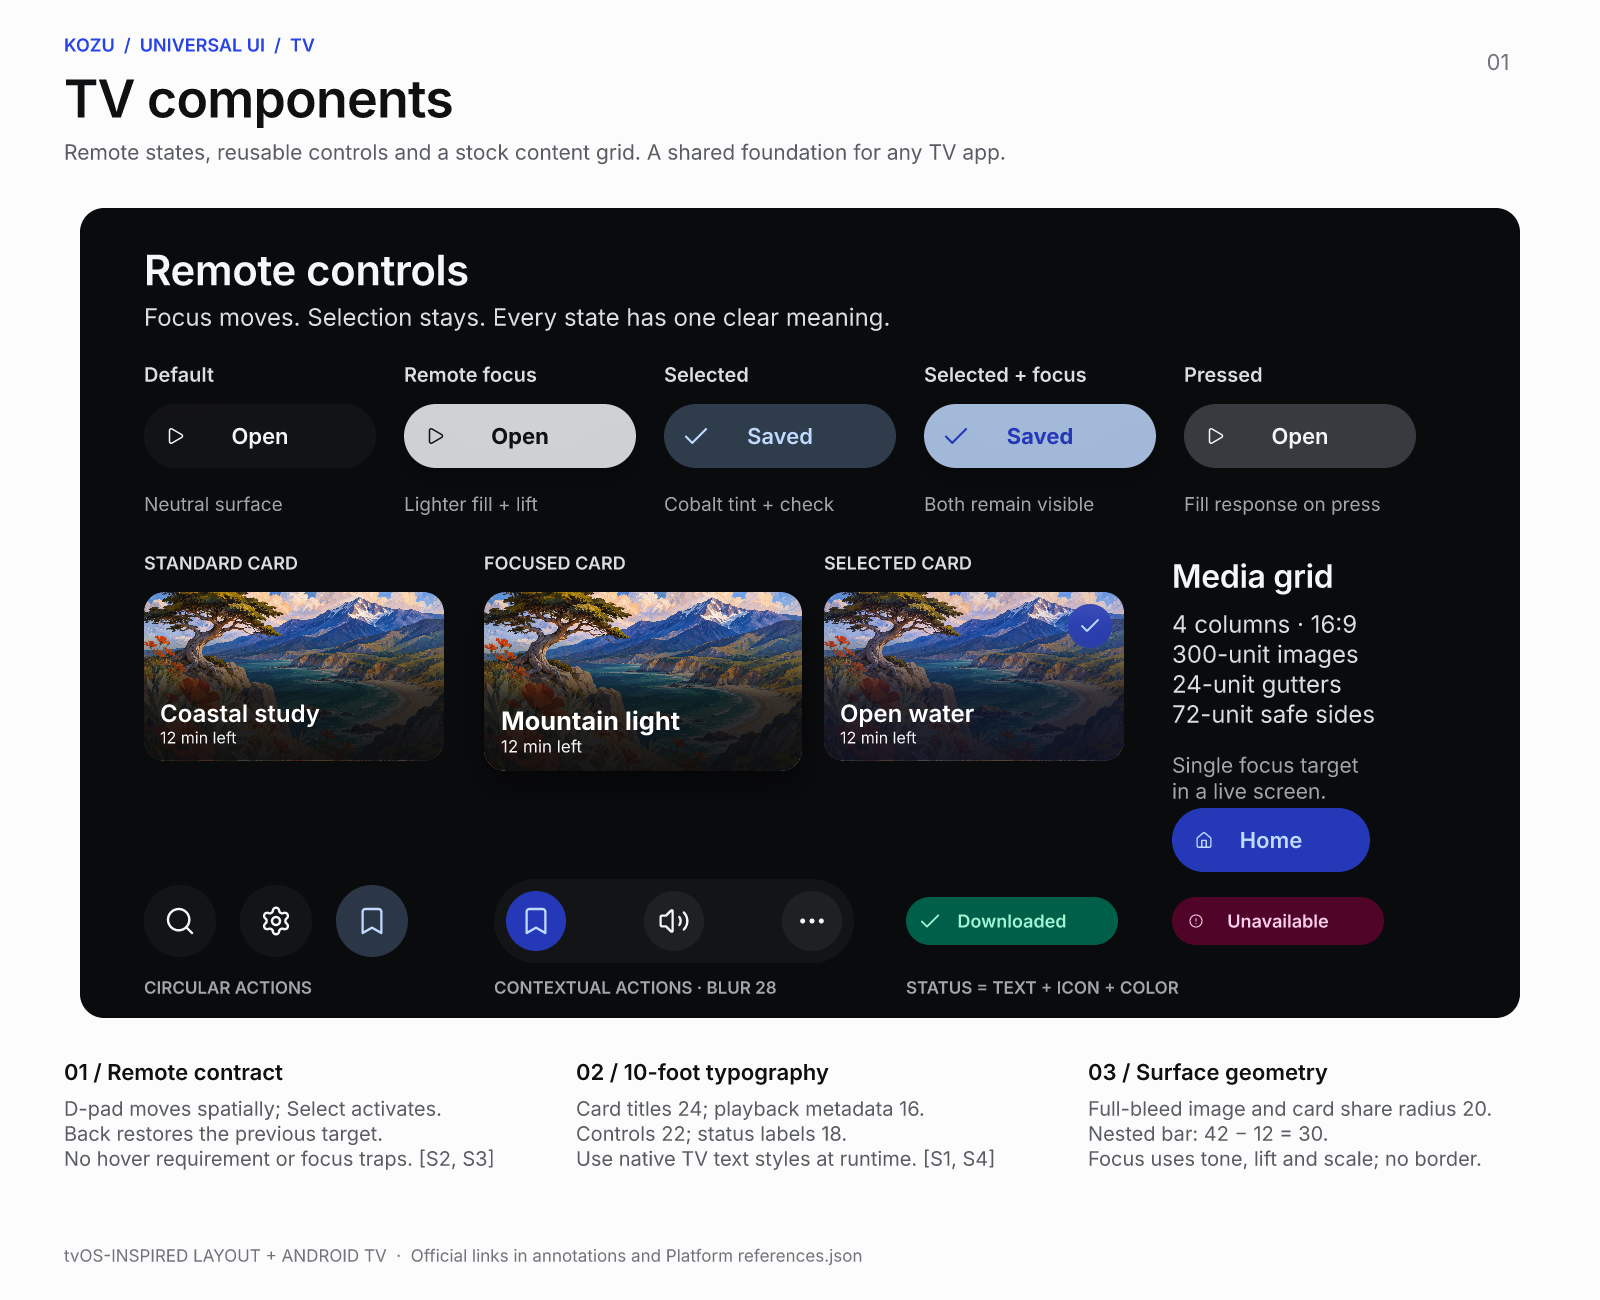 KOZU / UNIVERSAL UI / TV
01
TV components
Remote states, reusable controls and a stock content grid. A shared foundation for any TV app.
Remote controls
Focus moves. Selection stays. Every state has one clear meaning.
Default
Remote focus
Selected
Selected + focus
Pressed
Open
Open
Saved
Saved
Open
Neutral surface
Lighter fill + lift
Cobalt tint + check
Both remain visible
Fill response on press
STANDARD CARD
FOCUSED CARD
SELECTED CARD
Coastal study
12 min left
Mountain light
12 min left
Open water
12 min left
Media grid
4 columns · 16:9
300-unit images
24-unit gutters
72-unit safe sides
Single focus target
in a live screen.
Home
Downloaded
Unavailable
CIRCULAR ACTIONS
CONTEXTUAL ACTIONS · BLUR 28
STATUS = TEXT + ICON + COLOR
01 / Remote contract
D-pad moves spatially; Select activates.
Back restores the previous target.
No hover requirement or focus traps. [S2, S3]
02 / 10-foot typography
Card titles 24; playback metadata 16.
Controls 22; status labels 18.
Use native TV text styles at runtime. [S1, S4]
03 / Surface geometry
Full-bleed image and card share radius 20.
Nested bar: 42 − 12 = 30.
Focus uses tone, lift and scale; no border.
tvOS-INSPIRED LAYOUT + ANDROID TV · Official links in annotations and Platform references.json